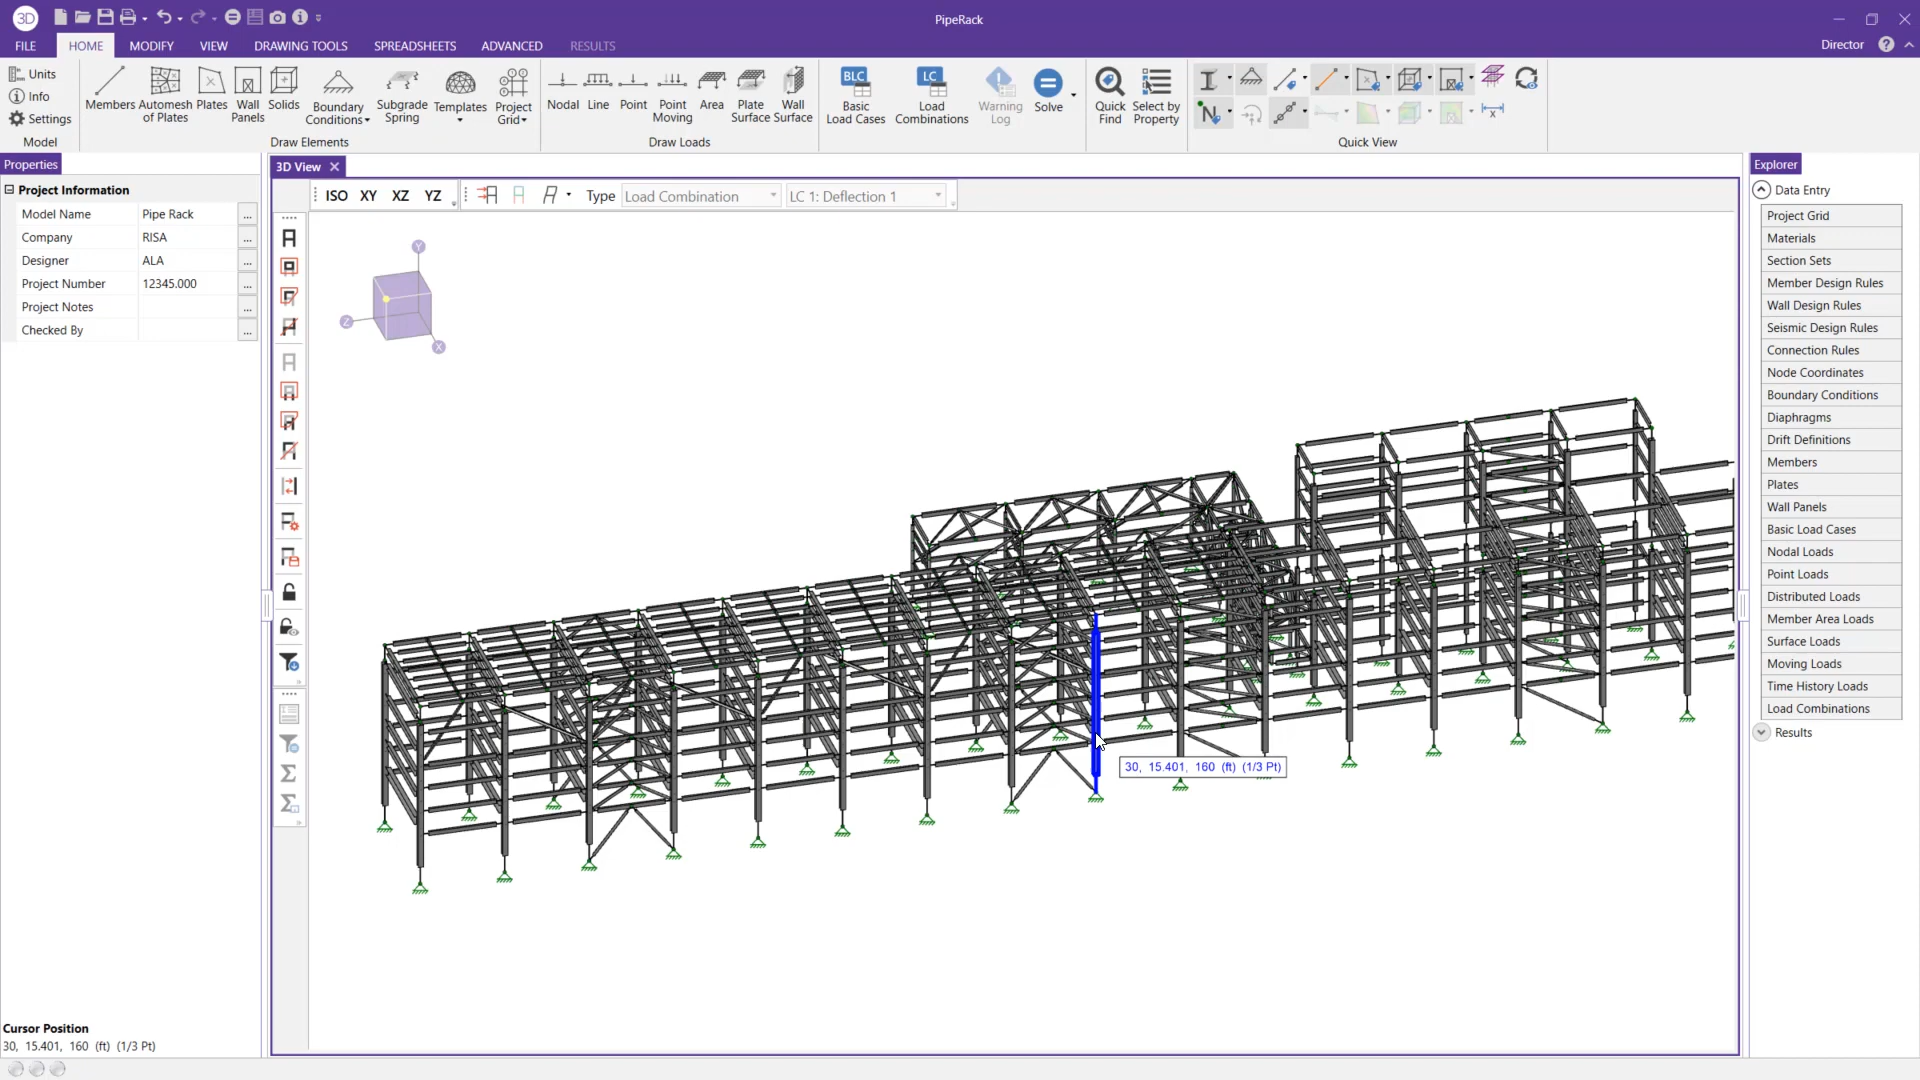 3D
PipeRack
FILE HOME MODIFY VIEW DRAWING TOOLS SPREADSHEETS ADVANCED RESULTS
Director
Units
Info
Settings
Model
Members
Automesh of Plates
Plates
Wall Panels
Solids
Boundary Conditions
Subgrade Spring
Templates
Project Grid
Draw Elements
Nodal
Line
Point
Point Moving
Area
Plate Surface
Wall Surface
Draw Loads
BLC
Basic Load Cases
LC
Load Combinations
Warning Log
Solve
Quick Find
Select by Property
N
Quick View
Properties
Project Information
Model Name Pipe Rack ...
Company RISA ...
Designer ALA ...
Project Number 12345.000 ...
Project Notes ...
Checked By ...
3D View
ISO XY XZ YZ Type Load Combination LC 1: Deflection 1
Y
Z
X
30, 15.401, 160 (ft) (1/3 Pt)
Explorer
Data Entry
Project Grid
Materials
Section Sets
Member Design Rules
Wall Design Rules
Seismic Design Rules
Connection Rules
Node Coordinates
Boundary Conditions
Diaphragms
Drift Definitions
Members
Plates
Wall Panels
Basic Load Cases
Nodal Loads
Point Loads
Distributed Loads
Member Area Loads
Surface Loads
Moving Loads
Time History Loads
Load Combinations
Results
Cursor Position
30, 15.401, 160 (ft) (1/3 Pt)